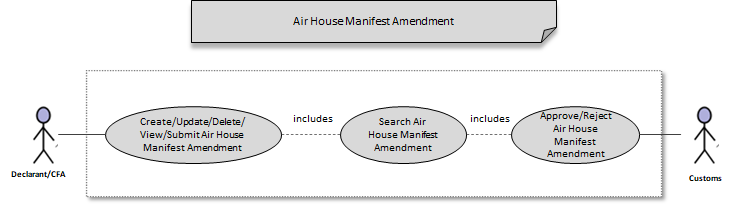 Air House Manifest Amendment
Create/Update/Delete/
View/Submit Air House
Manifest Amendment
includes
Search Air
House Manifest
Amendment
includes
Approve/Reject
Air House
Manifest
Amendment
Declarant/CFA
Customs